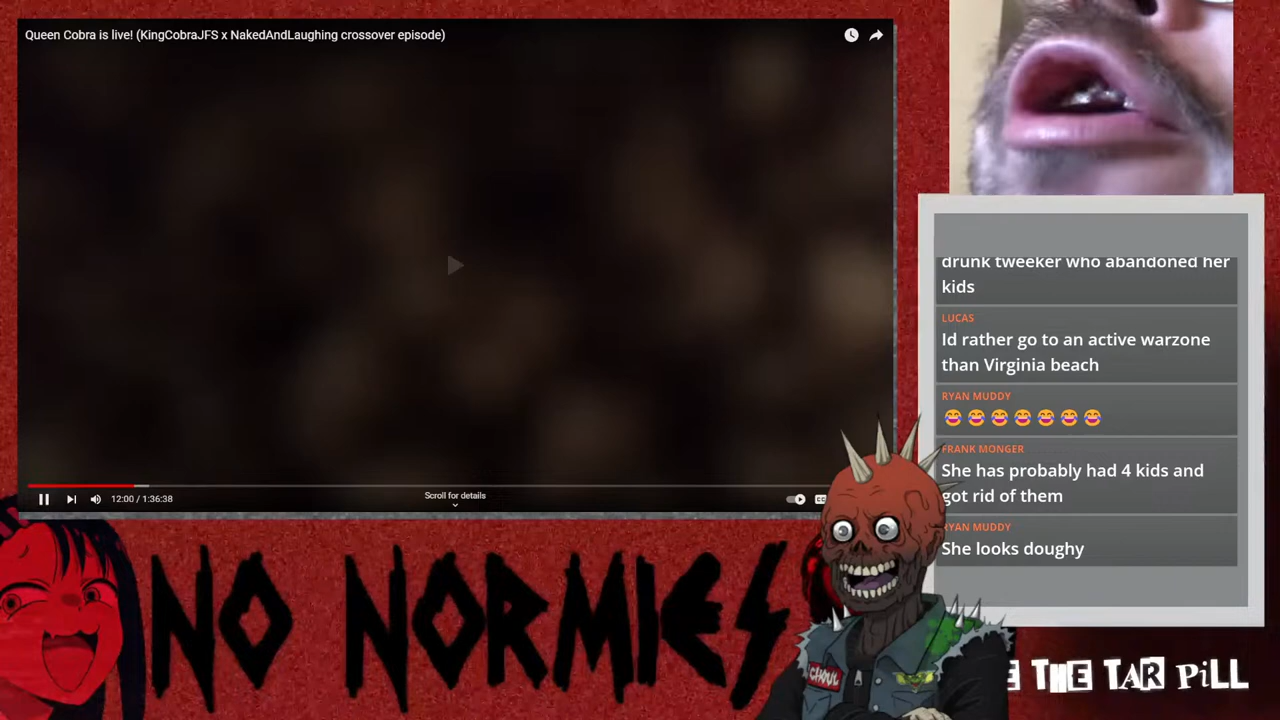 Queen Cobra is live! (KingCobraJFS x NakedAndLaughing crossover episode)
drunk tweeker who abandoned her
kids
LUCAS
Id rather go to an active warzone
than Virginia beach
RYAN MUDDY
FRANK MONGER
She has probably had 4 kids and
got rid of them
RYAN MUDDY
She looks doughy
12:00 / 1:36:38
Scroll for details
NO NORMIES
GHOUL
THE TAR PiLL